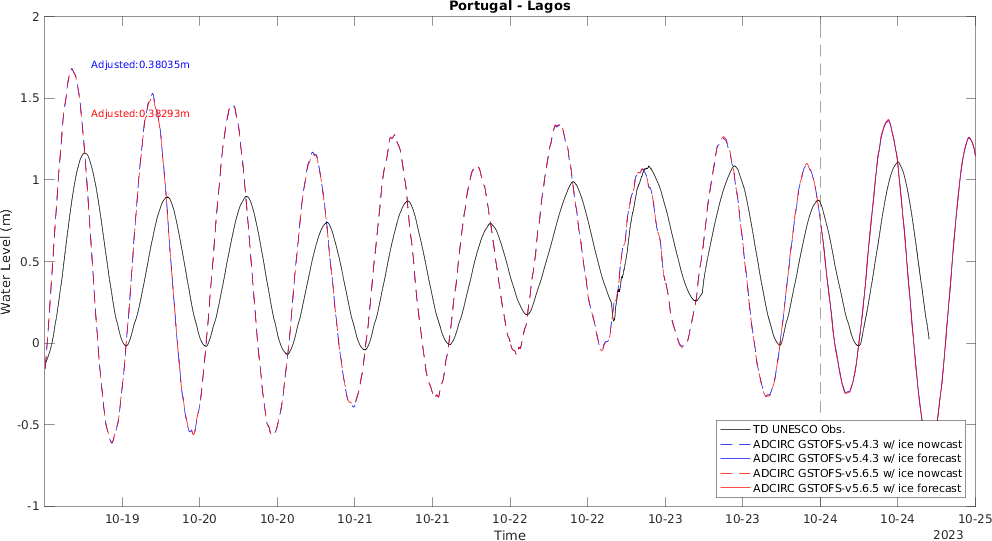 Portugal - Lagos
2
1.5
1
0.5
0
-0.5
-1
Water Level (m)
Adjusted:0.38035m
Adjusted:0.38293m
TD UNESCO Obs.
ADCIRC GSTOFS-v5.4.3 w/ ice nowcast
ADCIRC GSTOFS-v5.4.3 w/ ice forecast
ADCIRC GSTOFS-v5.6.5 w/ ice nowcast
ADCIRC GSTOFS-v5.6.5 w/ ice forecast
10-19 10-20 10-20 10-21 10-21 10-22 10-22 10-23 10-23 10-24 10-24 10-25
Time
2023